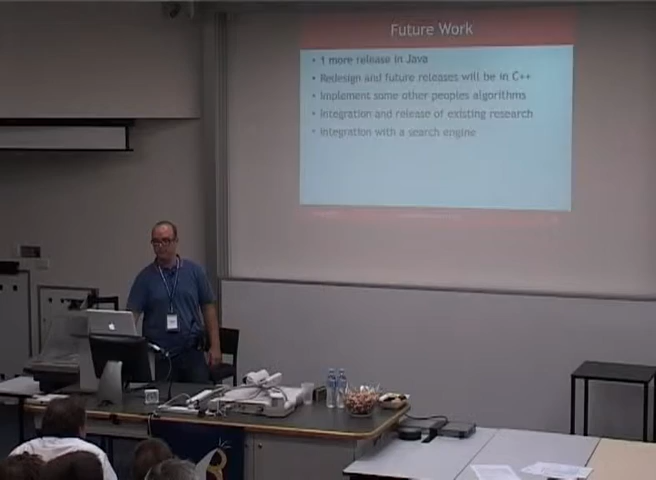 Future Work
• 1 more release in Java
• Redesign and future releases will be in C++
• Implement some other peoples algorithms
• Integration and release of existing research
• Integration with a search engine